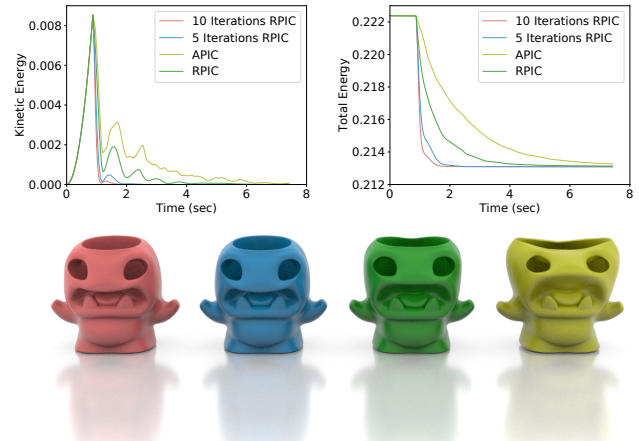 0.008
0.006
0.004
0.002
0.000
Kinetic Energy
10 Iterations RPIC
5 Iterations RPIC
APIC
RPIC
0
2
4
6
8
Time (sec)
0.222
0.220
0.218
0.216
0.214
0.212
Total Energy
10 Iterations RPIC
5 Iterations RPIC
APIC
RPIC
0
2
4
6
8
Time (sec)